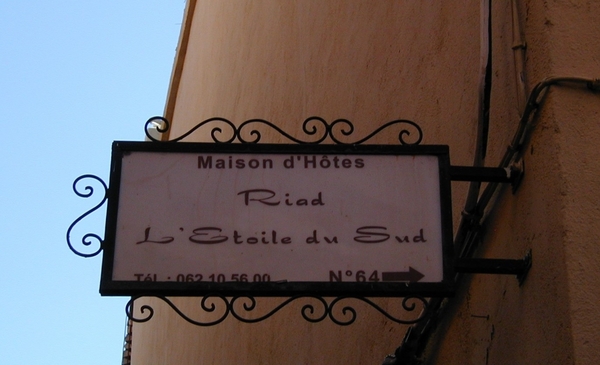 Maison d'Hôtes
Riad
L'Etoile du Sud
Tél. : 062 10 56 00 N°64